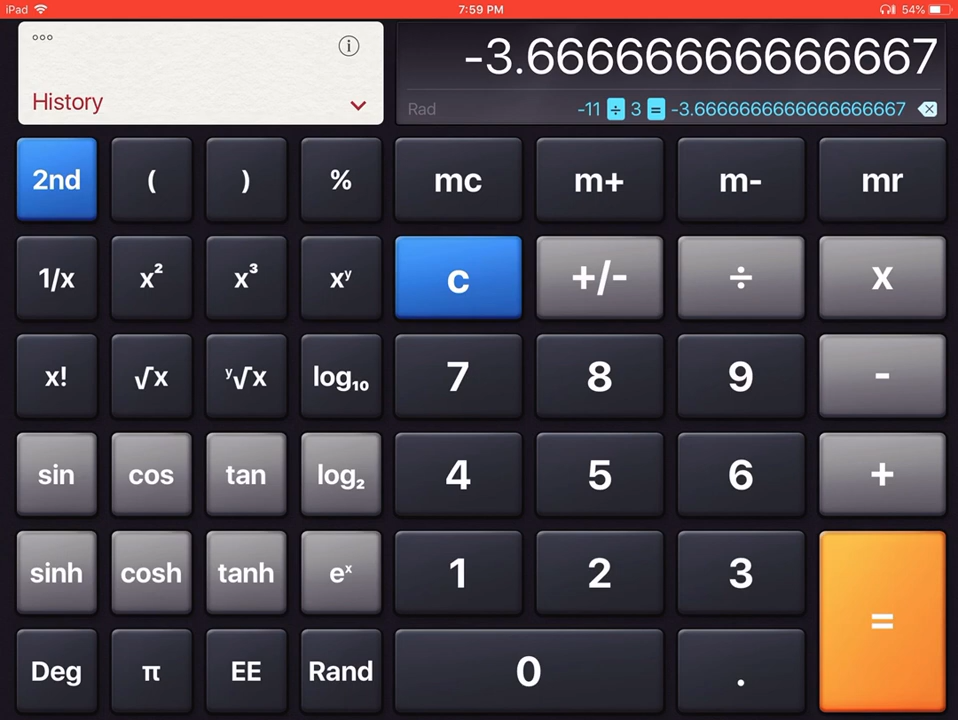 iPad 7:59 PM 54%
-3.66666666666667
History
Rad -11 ÷ 3 = -3.6666666666666666667
2nd ( ) % mc m+ m- mr
1/x x² x³ xʸ c +/- ÷ x
x! √x ʸ√x log₁₀ 7 8 9 -
sin cos tan log₂ 4 5 6 +
sinh cosh tanh eˣ 1 2 3 =
Deg π EE Rand 0 .